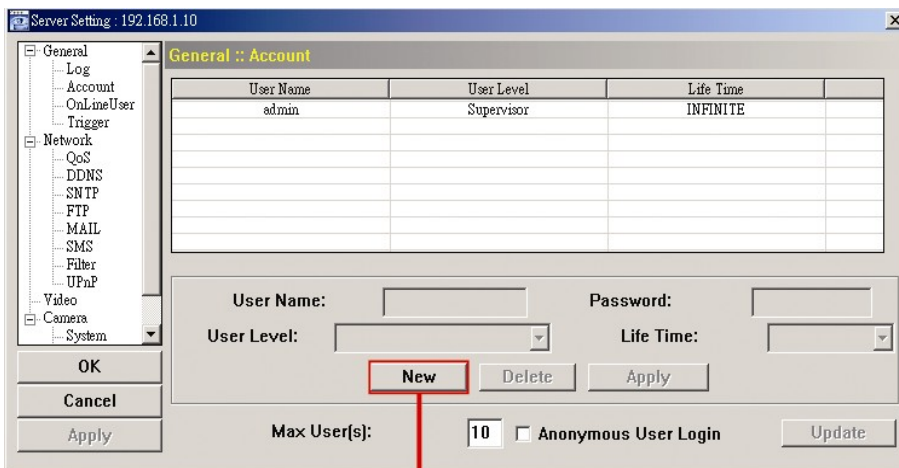 Server Setting : 192.168.1.10
General
Log
Account
OnLineUser
Trigger
Network
QoS
DDNS
SNTP
FTP
MAIL
SMS
Filter
UPnP
Video
Camera
System
OK
Cancel
Apply
General :: Account
User Name User Level Life Time
admin Supervisor INFINITE
User Name: Password:
User Level: Life Time:
New Delete Apply
Max User(s): 10 Anonymous User Login Update